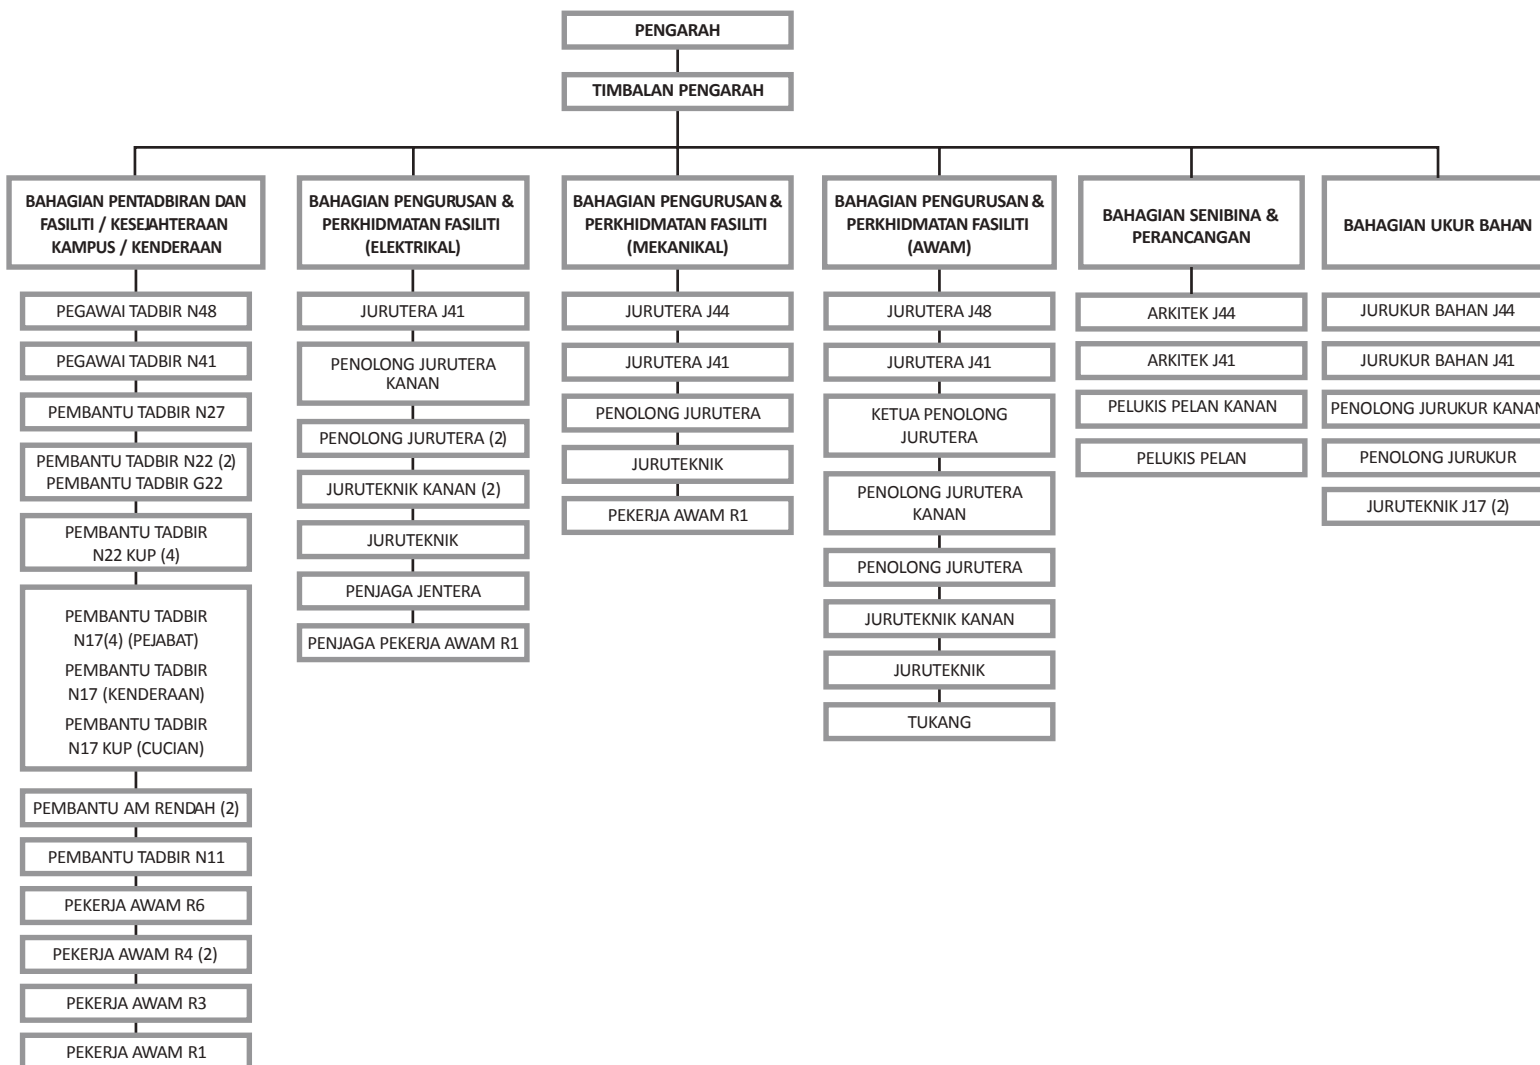 PENGARAH
TIMBALAN PENGARAH
BAHAGIAN PENTADBIRAN DAN
FASILITI / KESEJAHTERAAN
KAMPUS / KENDERAAN
PEGAWAI TADBIR N48
PEGAWAI TADBIR N41
PEMBANTU TADBIR N27
PEMBANTU TADBIR N22 (2)
PEMBANTU TADBIR G22
PEMBANTU TADBIR
N22 KUP (4)
PEMBANTU TADBIR
N17(4) (PEJABAT)
PEMBANTU TADBIR
N17 (KENDERAAN)
PEMBANTU TADBIR
N17 KUP (CUCIAN)
PEMBANTU AM RENDAH (2)
PEMBANTU TADBIR N11
PEKERJA AWAM R6
PEKERJA AWAM R4 (2)
PEKERJA AWAM R3
PEKERJA AWAM R1
BAHAGIAN PENGURUSAN &
PERKHIDMATAN FASILITI
(ELEKTRIKAL)
JURUTERA J41
PENOLONG JURUTERA
KANAN
PENOLONG JURUTERA (2)
JURUTEKNIK KANAN (2)
JURUTEKNIK
PENJAGA JENTERA
PENJAGA PEKERJA AWAM R1
BAHAGIAN PENGURUSAN &
PERKHIDMATAN FASILITI
(MEKANIKAL)
JURUTERA J44
JURUTERA J41
PENOLONG JURUTERA
JURUTEKNIK
PEKERJA AWAM R1
BAHAGIAN PENGURUSAN &
PERKHIDMATAN FASILITI
(AWAM)
JURUTERA J48
JURUTERA J41
KETUA PENOLONG
JURUTERA
PENOLONG JURUTERA
KANAN
PENOLONG JURUTERA
JURUTEKNIK KANAN
JURUTEKNIK
TUKANG
BAHAGIAN SENIBINA &
PERANCANGAN
ARKITEK J44
ARKITEK J41
PELUKIS PELAN KANAN
PELUKIS PELAN
BAHAGIAN UKUR BAHAN
JURUKUR BAHAN J44
JURUKUR BAHAN J41
PENOLONG JURUKUR KANAN
PENOLONG JURUKUR
JURUTEKNIK J17 (2)